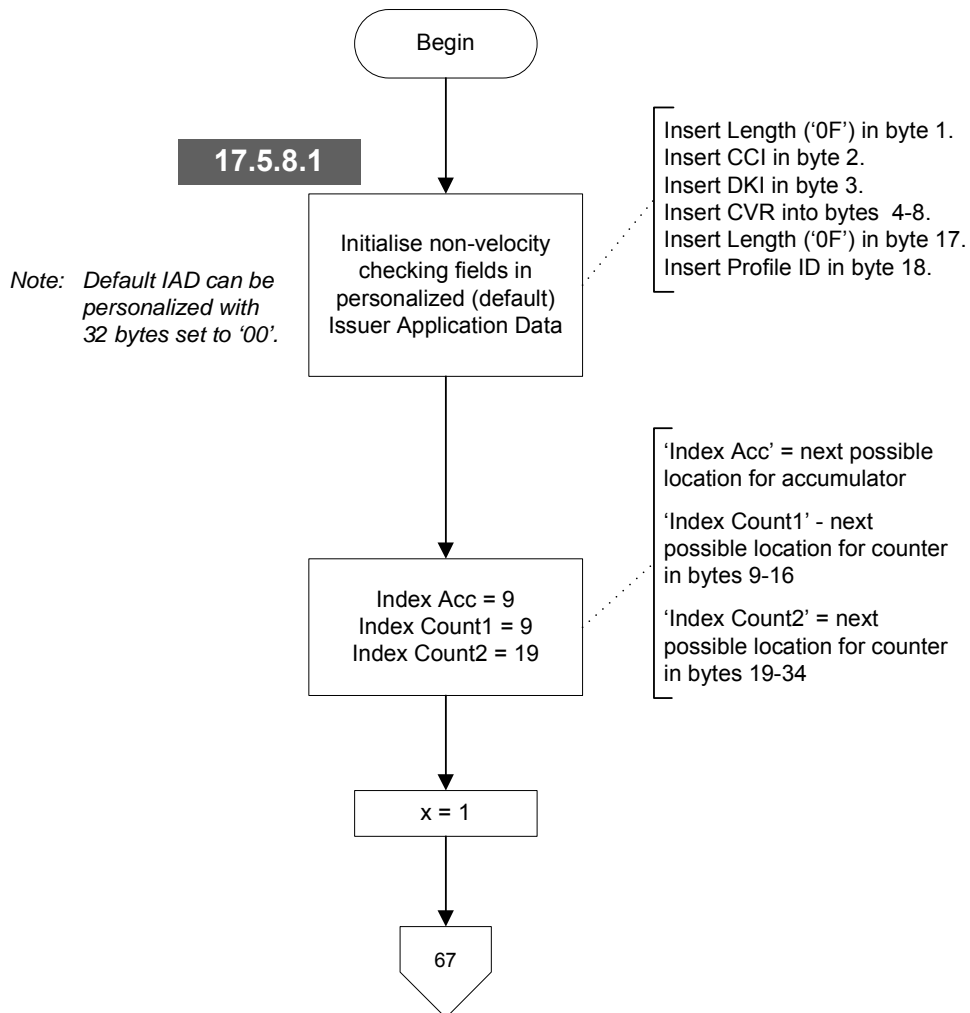 Begin
17.5.8.1
Insert Length (‘0F’) in byte 1.
Insert CCI in byte 2.
Insert DKI in byte 3.
Insert CVR into bytes 4-8.
Insert Length (‘0F’) in byte 17.
Insert Profile ID in byte 18.
Initialise non-velocity
checking fields in
personalized (default)
Issuer Application Data
Note: Default IAD can be
personalized with
32 bytes set to ‘00’.
‘Index Acc’ = next possible
location for accumulator
‘Index Count1’ - next
possible location for counter
in bytes 9-16
‘Index Count2’ = next
possible location for counter
in bytes 19-34
Index Acc = 9
Index Count1 = 9
Index Count2 = 19
x = 1
67